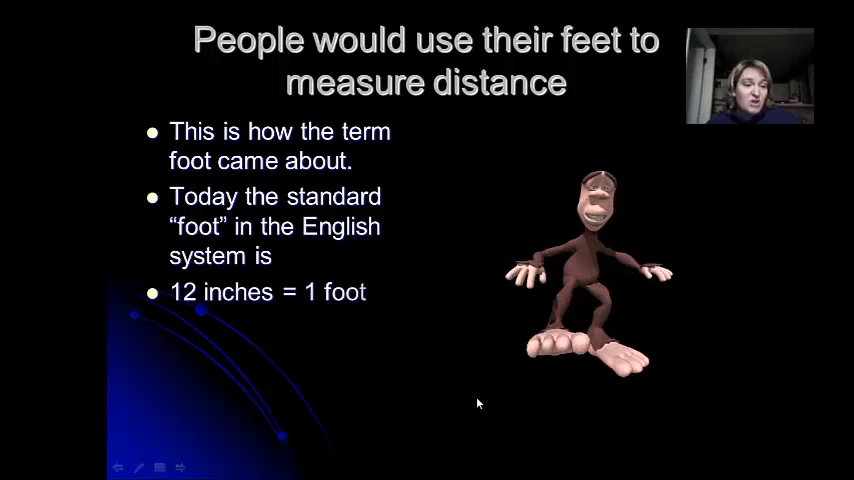 People would use their feet to
measure distance
This is how the term
foot came about.
Today the standard
“foot” in the English
system is
12 inches = 1 foot